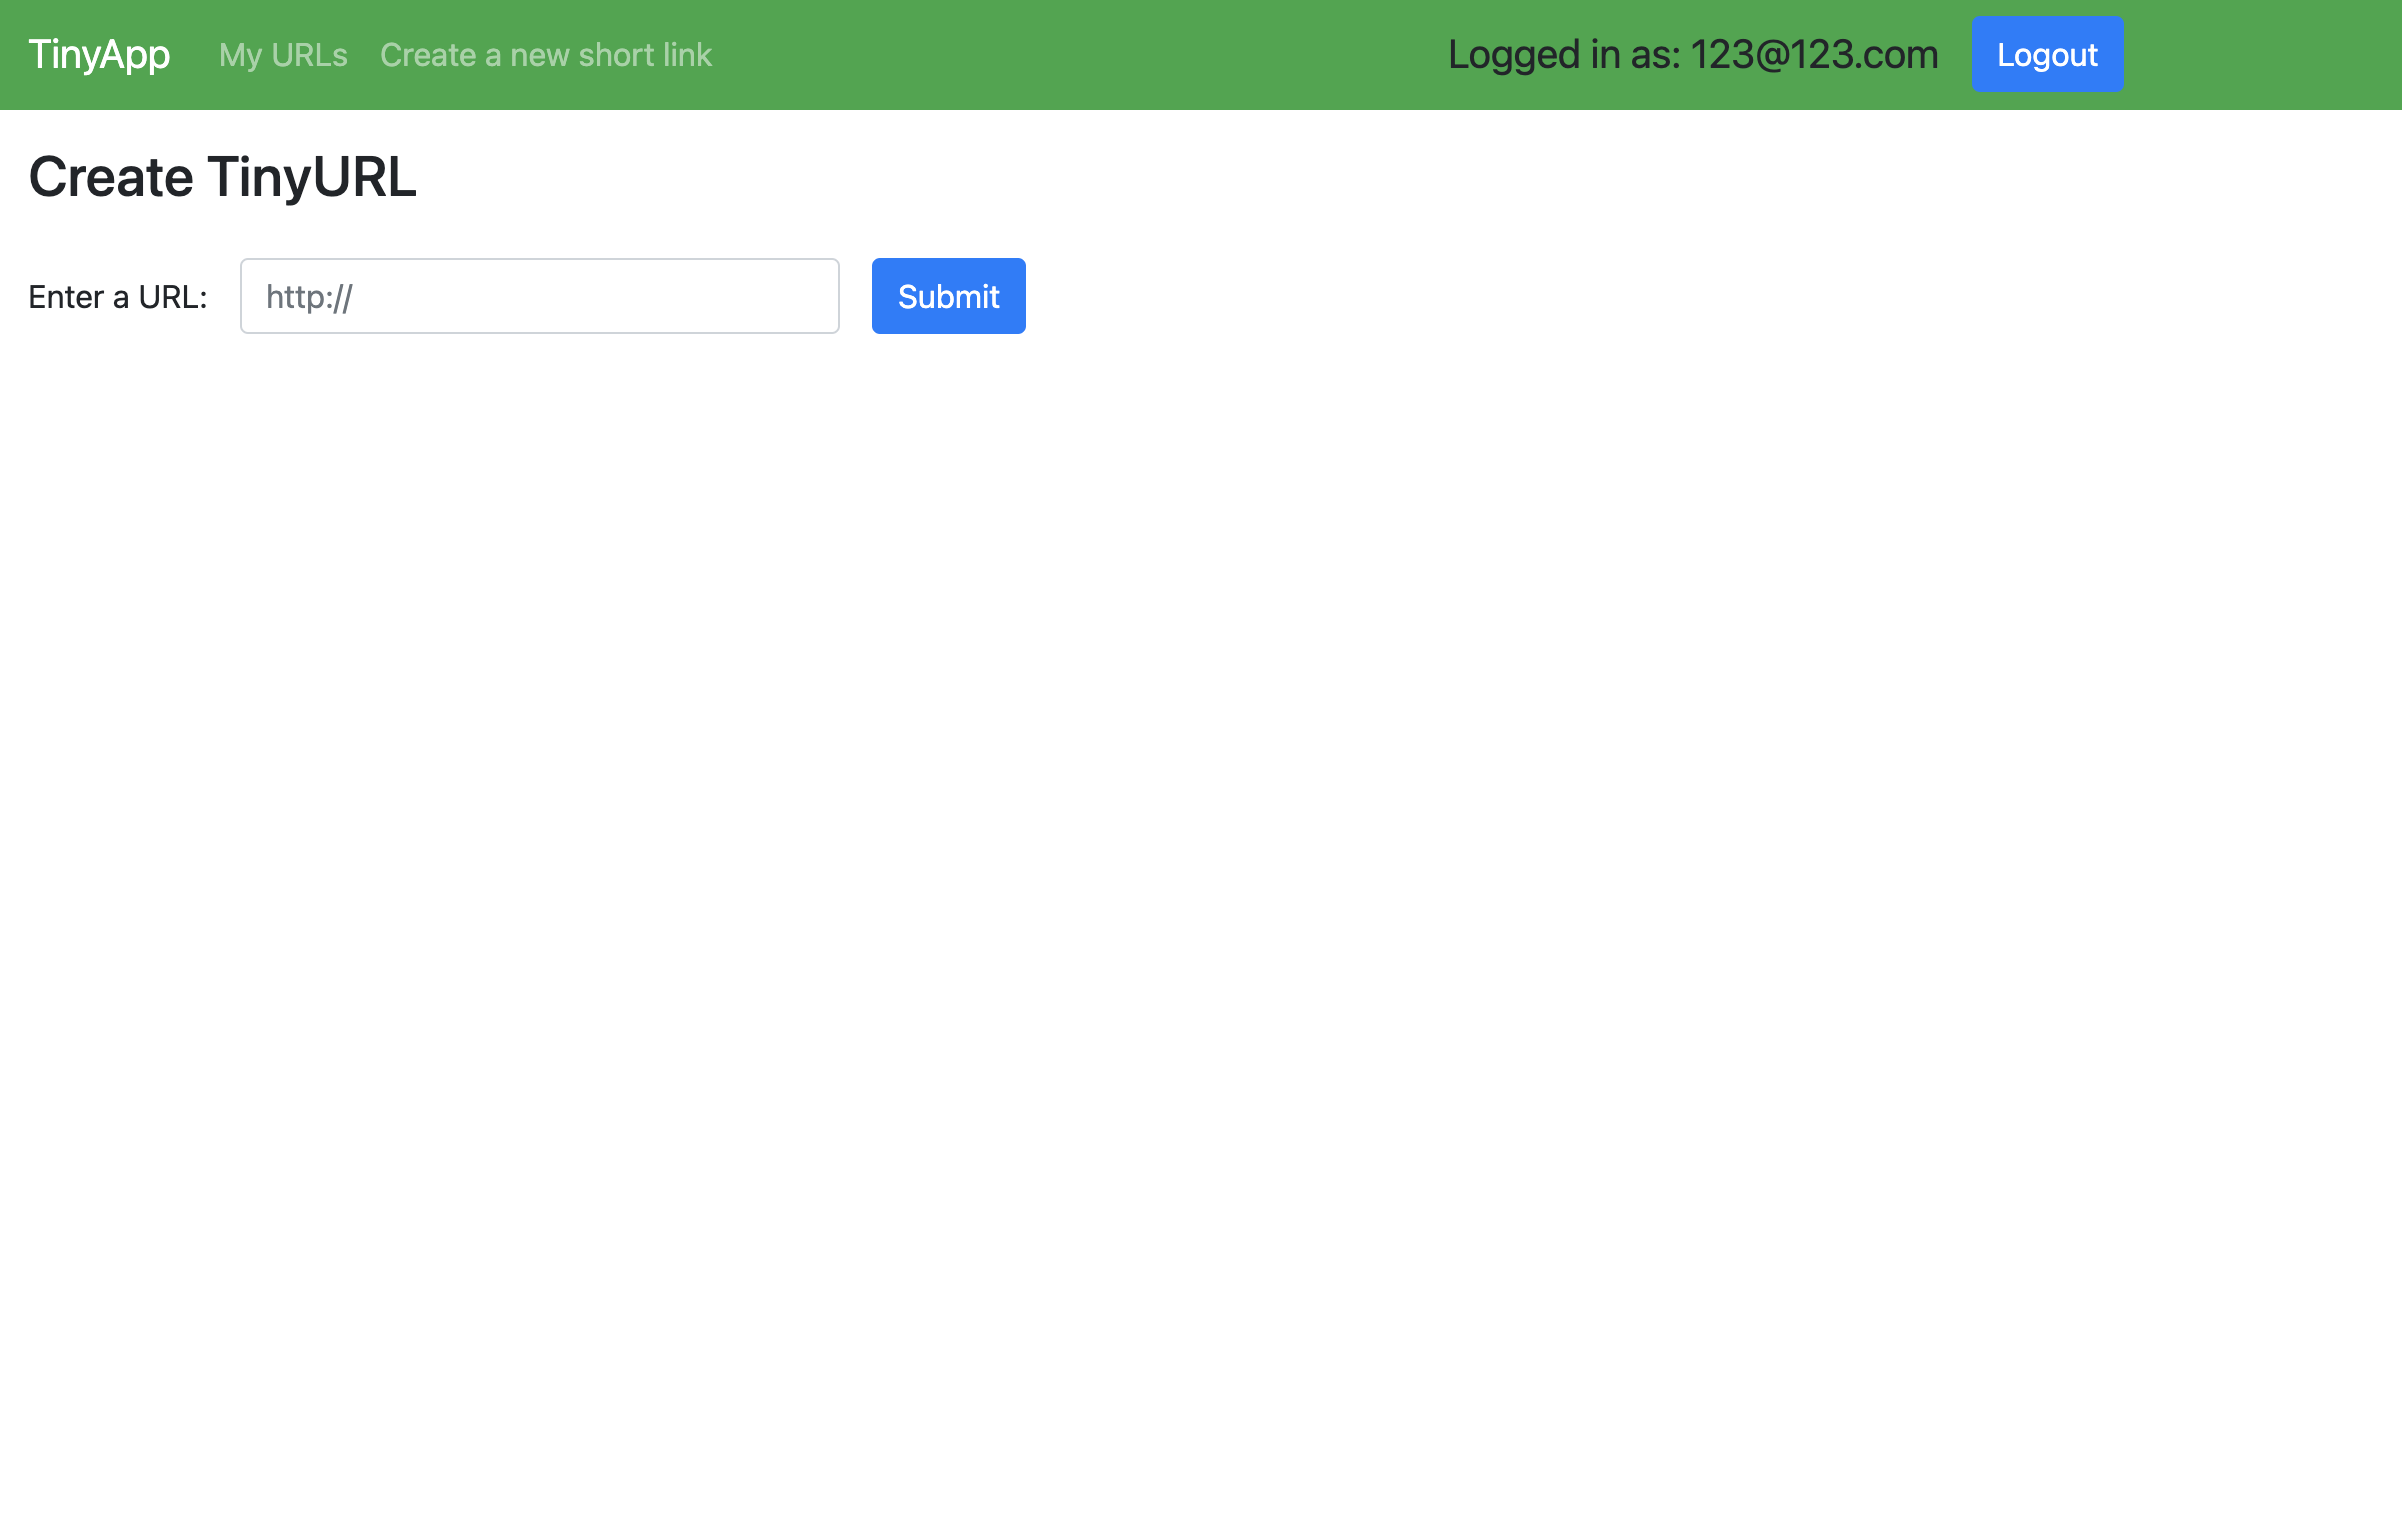 TinyApp My URLs Create a new short link Logged in as: 123@123.com Logout
Create TinyURL
Enter a URL: http:// Submit